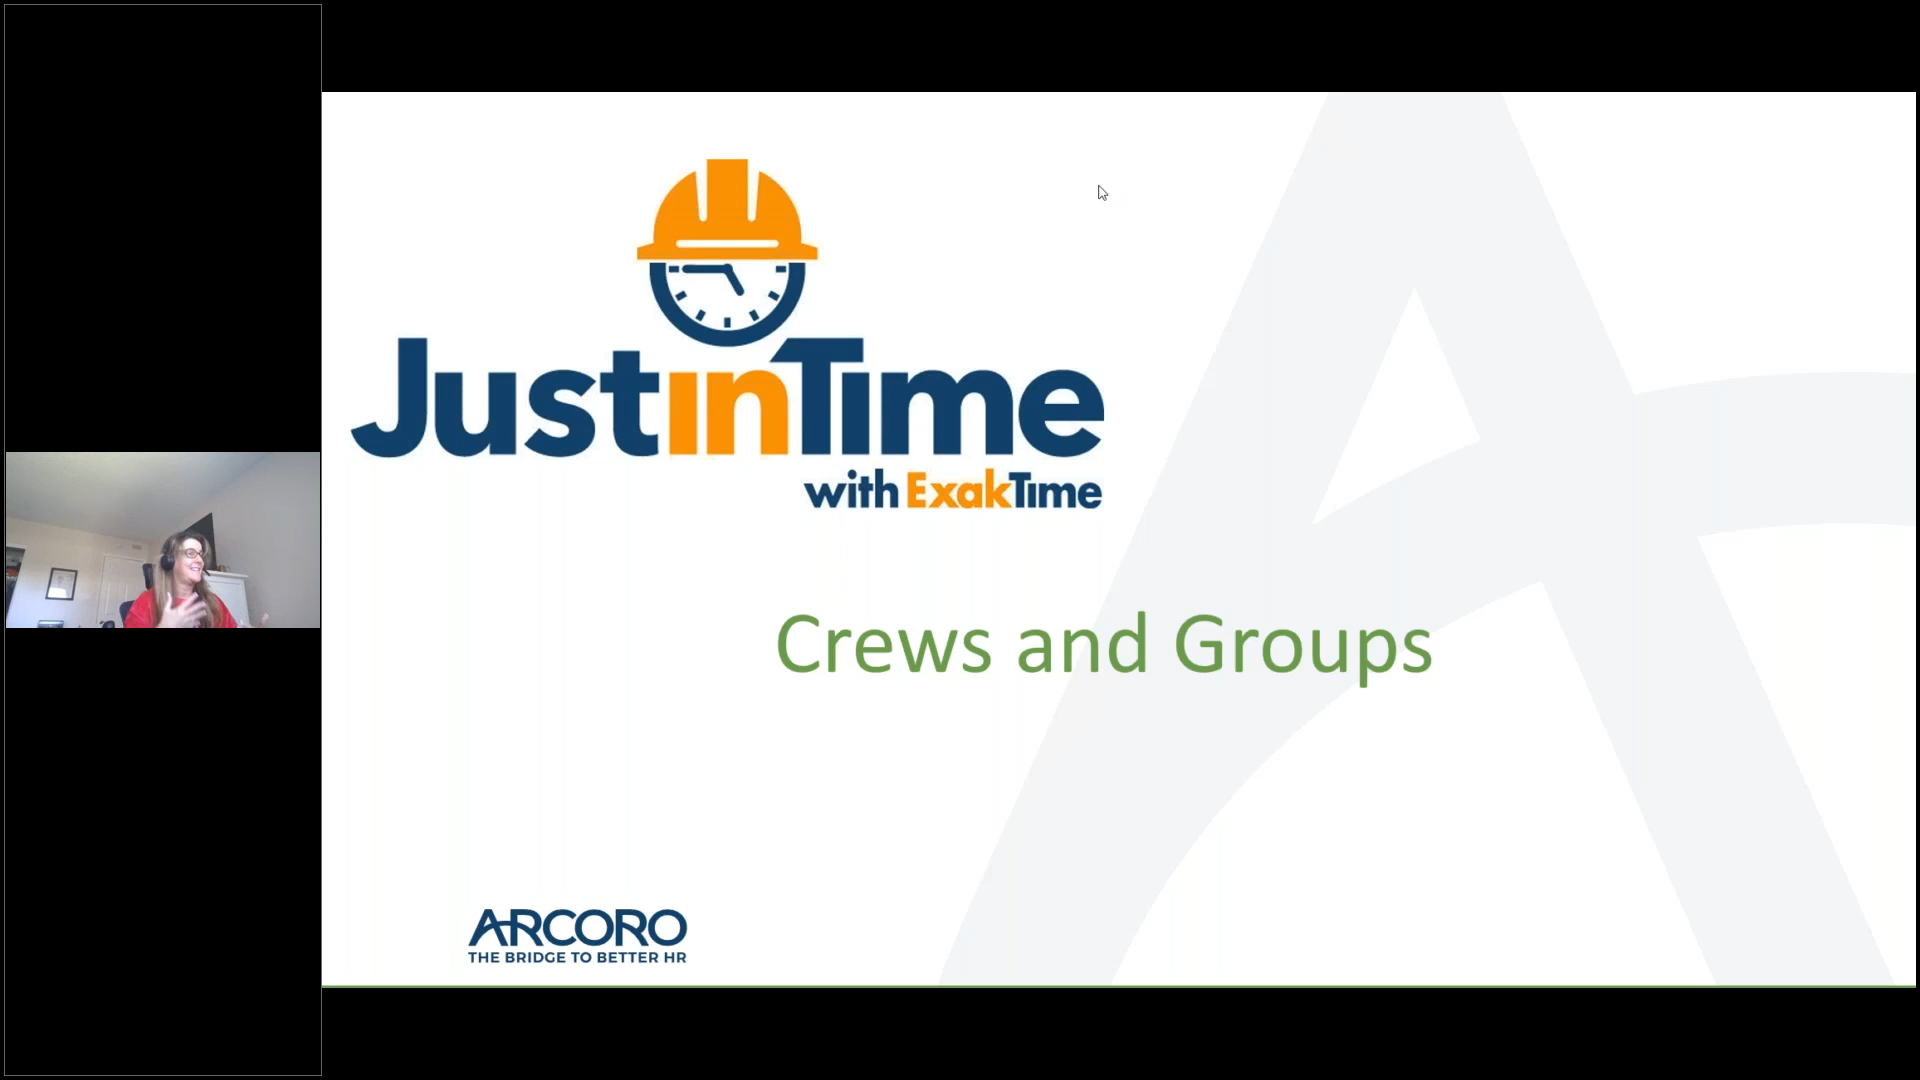 JustinTime
with ExakTime
Crews and Groups
ARCORO
THE BRIDGE TO BETTER HR